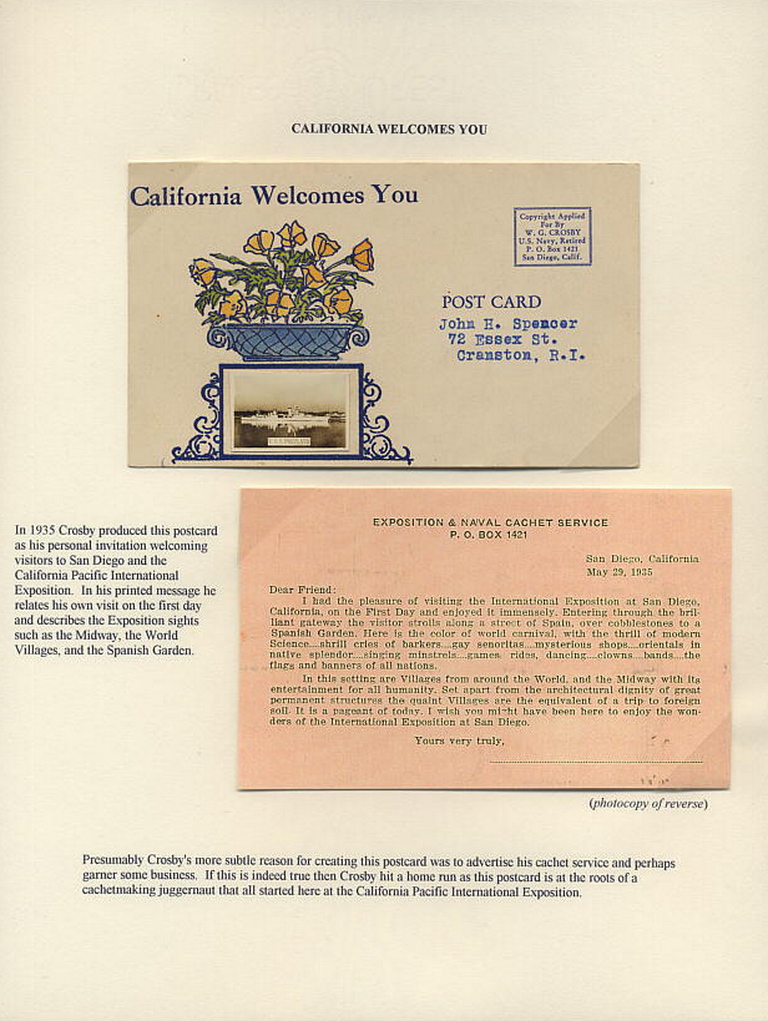 CALIFORNIA WELCOMES YOU
California Welcomes You
Copyright Applied
For By
W. G. CROSBY
U.S. Navy, Retired
P. O. Box 1421
San Diego, Calif.
POST CARD
John H. Spencer
72 Essex St.
Cranston, R.I.
In 1935 Crosby produced this postcard
as his personal invitation welcoming
visitors to San Diego and the
California Pacific International
Exposition. In his printed message he
relates his own visit on the first day
and describes the Exposition sights
such as the Midway, the World
Villages, and the Spanish Garden.
EXPOSITION & NAVAL CACHET SERVICE
P. O. BOX 1421
San Diego, California
May 29, 1935
Dear Friend:
I had the pleasure of visiting the International Exposition at San Diego,
California, on the First Day and enjoyed it immensely. Entering through the bril-
liant gateway the visitor strolls along a street of Spain, over cobblestones to a
Spanish Garden. Here is the color of world carnival, with the thrill of modern
Science....shrill cries of barkers....gay senoritas....mysterious shops....orientals in
native splendor....singing minstrels....games, rides, dancing....clowns....bands....the
flags and banners of all nations.
In this setting are Villages from around the World, and the Midway with its
entertainment for all humanity. Set apart from the architectural dignity of great
permanent structures the quaint Villages are the equivalent of a trip to foreign
soil. It is a pageant of today. I wish you might have been here to enjoy the won-
ders of the International Exposition at San Diego.
Yours very truly,
(photocopy of reverse)
Presumably Crosby's more subtle reason for creating this postcard was to advertise his cachet service and perhaps
garner some business. If this is indeed true then Crosby hit a home run as this postcard is at the roots of a
cachetmaking juggernaut that all started here at the California Pacific International Exposition.